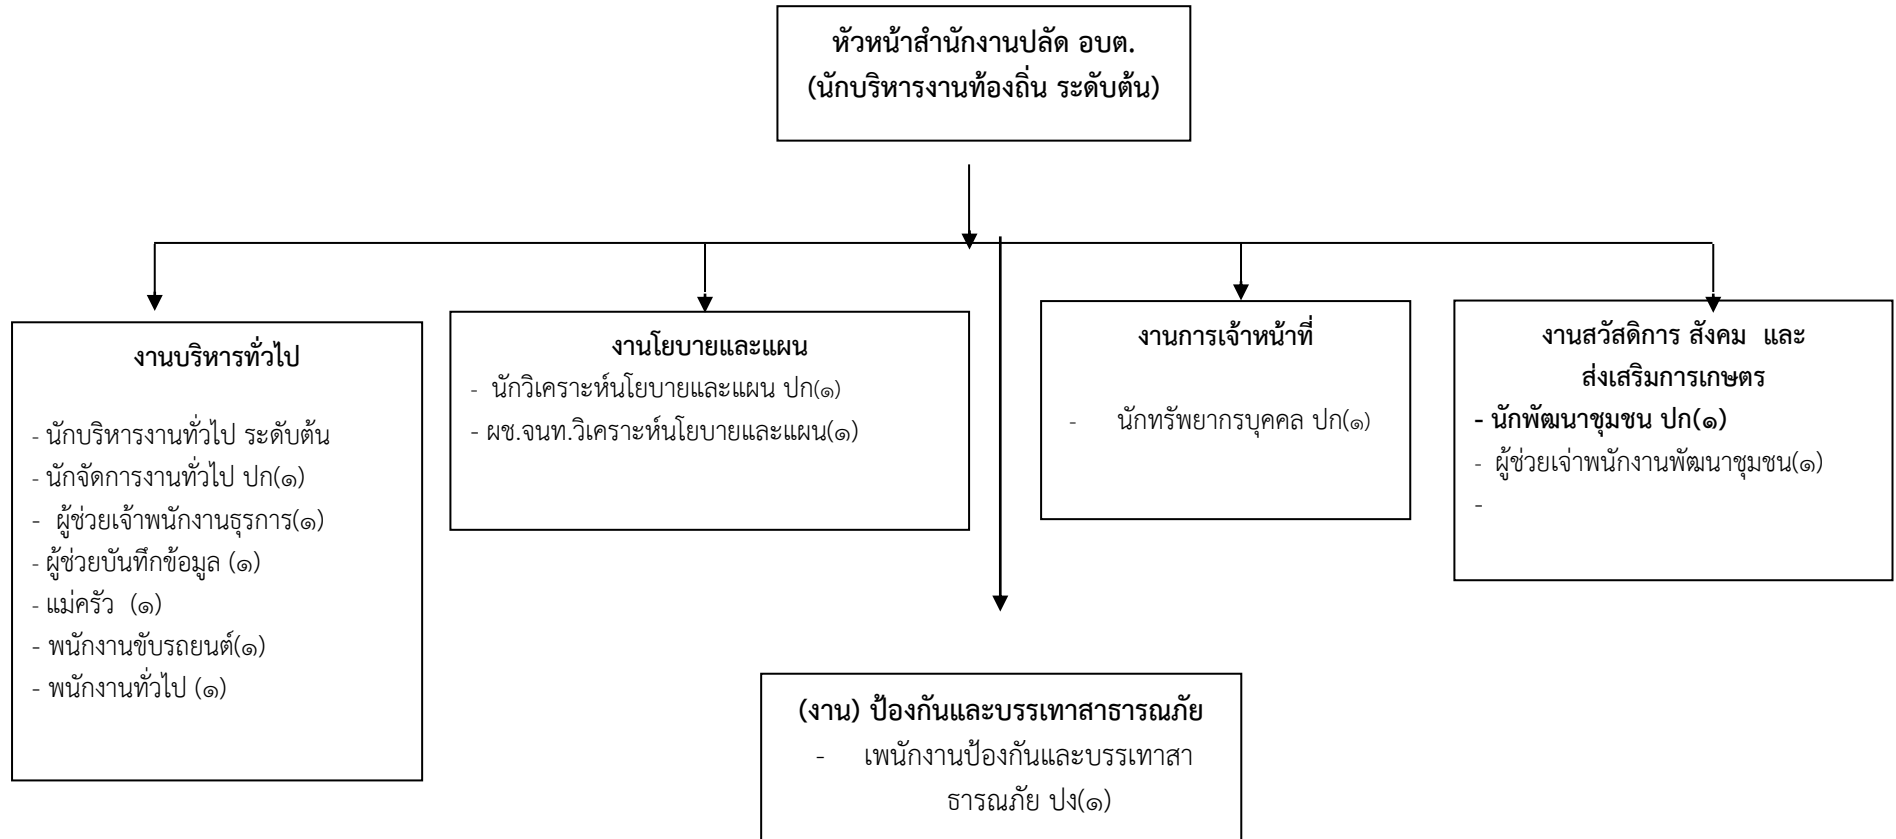 หัวหน้าสำนักงานปลัด อบต.
(นักบริหารงานท้องถิ่น ระดับต้น)
งานบริหารทั่วไป
- นักบริหารงานทั่วไป ระดับต้น
- นักจัดการงานทั่วไป ปก(๑)
- ผู้ช่วยเจ้าพนักงานธุรการ(๑)
- ผู้ช่วยบันทึกข้อมูล (๑)
- แม่ครัว (๑)
- พนักงานขับรถยนต์(๑)
- พนักงานทั่วไป (๑)
งานโยบายและแผน
- นักวิเคราะห์นโยบายและแผน ปก(๑)
- ผช.จนท.วิเคราะห์นโยบายและแผน(๑)
งานการเจ้าหน้าที่
- นักทรัพยากรบุคคล ปก(๑)
งานสวัสดิการ สังคม และ
ส่งเสริมการเกษตร
- นักพัฒนาชุมชน ปก(๑)
- ผู้ช่วยเจ่าพนักงานพัฒนาชุมชน(๑)
-
(งาน) ป้องกันและบรรเทาสาธารณภัย
- เพนักงานป้องกันและบรรเทาสา
ธารณภัย ปง(๑)